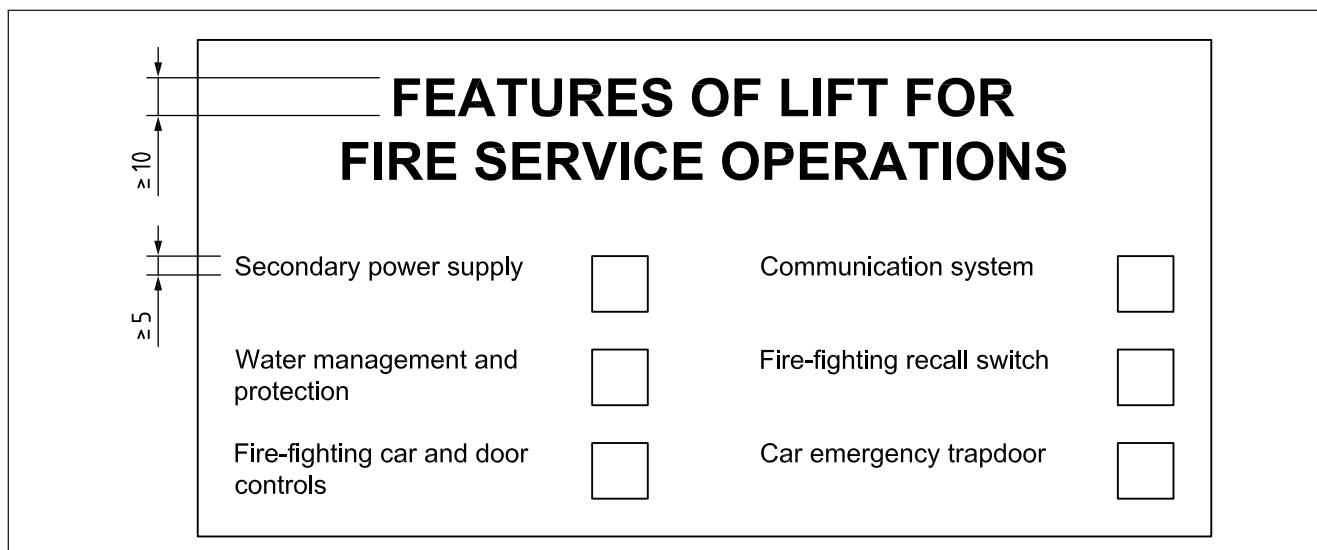 FEATURES OF LIFT FOR
FIRE SERVICE OPERATIONS
≥ 10
≥ 5
Secondary power supply
Communication system
Water management and
protection
Fire-fighting recall switch
Fire-fighting car and door
controls
Car emergency trapdoor